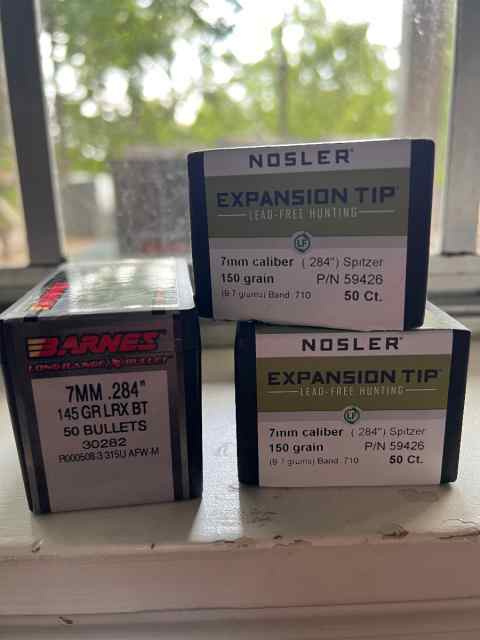 NOSLER®
EXPANSION TIP®
LEAD-FREE HUNTING
LF
7mm caliber (.284") Spitzer
150 grain P/N 59426
(9.7 grams) Band .710 50 Ct.
BARNES
LONG RANGE BULLET
7MM .284"
145 GR LRX BT
50 BULLETS
30282
R000508-3 315U AFW-M
NOSLER®
EXPANSION TIP®
LEAD-FREE HUNTING
LF
7mm caliber (.284") Spitzer
150 grain P/N 59426
(9.7 grams) Band .710 50 Ct.